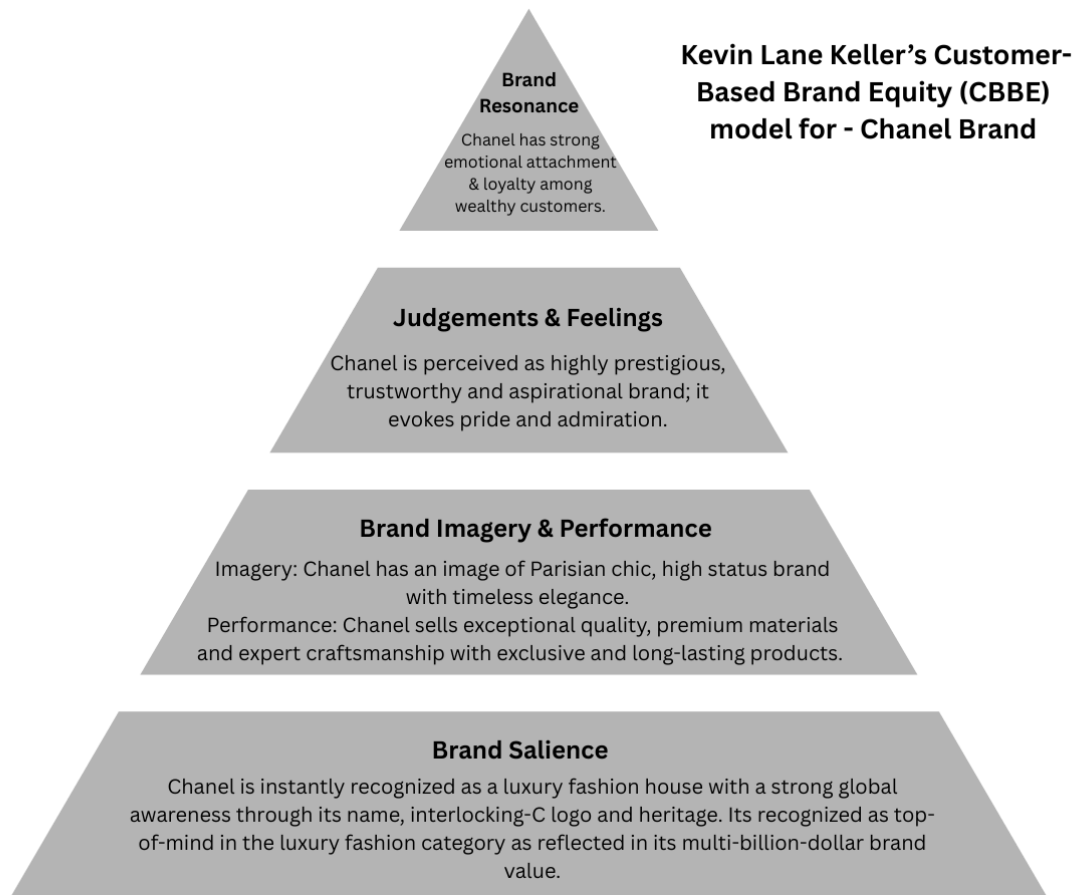 Kevin Lane Keller’s Customer-
Based Brand Equity (CBBE)
model for - Chanel Brand
Brand
Resonance
Chanel has strong
emotional attachment
& loyalty among
wealthy customers.
Judgements & Feelings
Chanel is perceived as highly prestigious,
trustworthy and aspirational brand; it
evokes pride and admiration.
Brand Imagery & Performance
Imagery: Chanel has an image of Parisian chic, high status brand
with timeless elegance.
Performance: Chanel sells exceptional quality, premium materials
and expert craftsmanship with exclusive and long-lasting products.
Brand Salience
Chanel is instantly recognized as a luxury fashion house with a strong global
awareness through its name, interlocking-C logo and heritage. Its recognized as top-
of-mind in the luxury fashion category as reflected in its multi-billion-dollar brand
value.